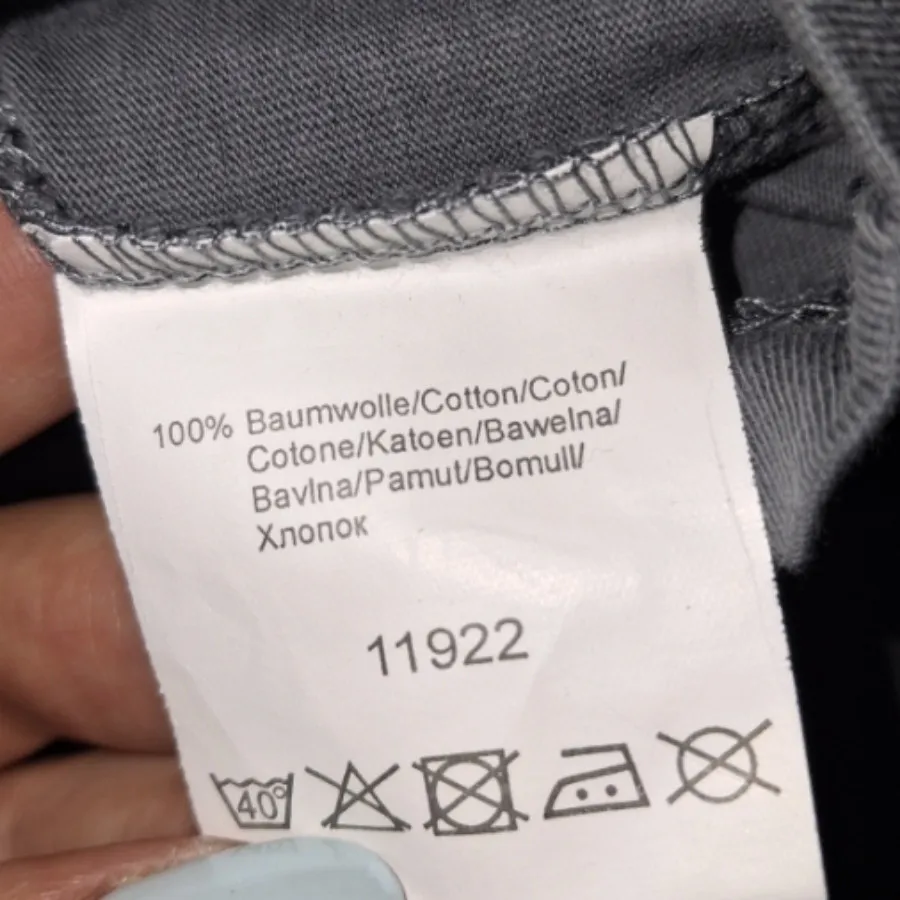 100% Baumwolle/Cotton/Coton/
Cotone/Katoen/Bawelna/
Bavlna/Pamut/Bomull/
Хлопок
11922
40°